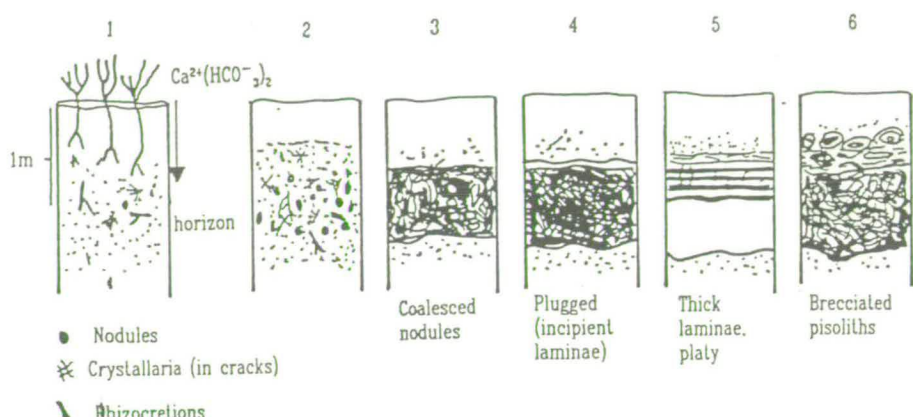 1 2 3 4 5 6
Ca²⁺(HCO⁻₃)₂
1m
horizon
Coalesced
nodules
Plugged
(incipient
laminae)
Thick
laminae,
platy
Brecciated
pisoliths
Nodules
Crystallaria (in cracks)
Rhizocretions